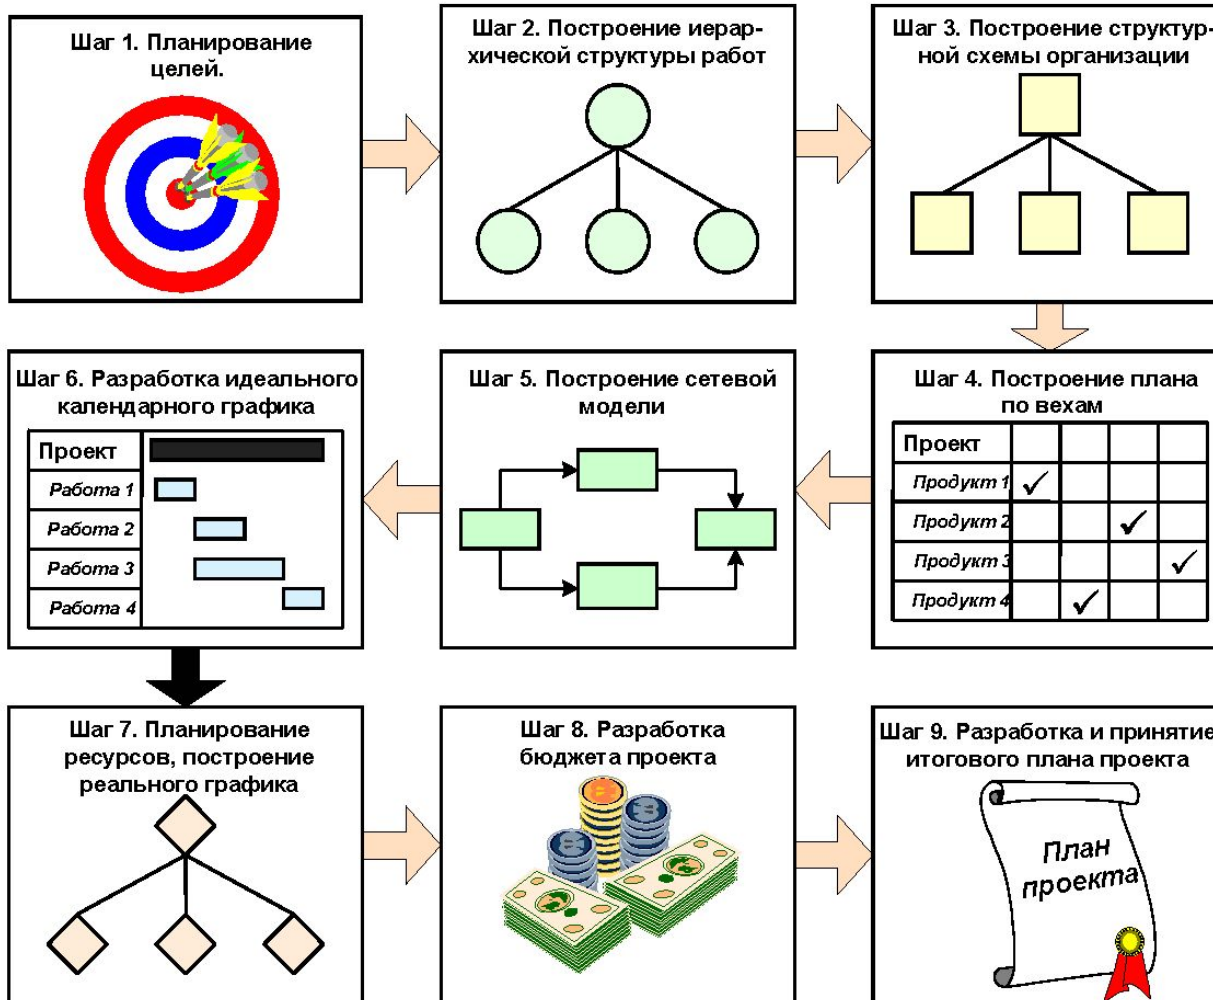 Шаг 1. Планирование
целей.
Шаг 2. Построение иерар-
хической структуры работ
Шаг 3. Построение структур-
ной схемы организации
Шаг 6. Разработка идеального
календарного графика
Проект
Работа 1
Работа 2
Работа 3
Работа 4
Шаг 5. Построение сетевой
модели
Шаг 4. Построение плана
по вехам
Проект
Продукт 1
Продукт 2
Продукт 3
Продукт 4
Шаг 7. Планирование
ресурсов, построение
реального графика
Шаг 8. Разработка
бюджета проекта
Шаг 9. Разработка и принятие
итогового плана проекта
План
проекта